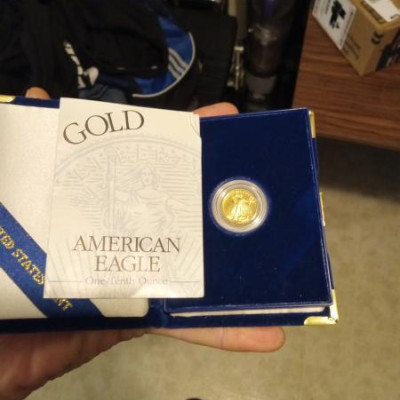 GOLD
AMERICAN
EAGLE
One-Tenth Ounce
TED STATES